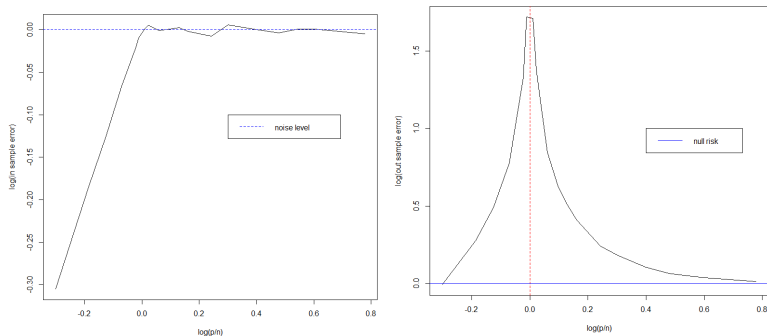 log(in sample error)
0.00
-0.05
-0.10
-0.15
-0.20
-0.25
-0.30
noise level
-0.2 0.0 0.2 0.4 0.6 0.8
log(p/n)
log(out sample error)
1.5
1.0
0.5
0.0
null risk
-0.2 0.0 0.2 0.4 0.6 0.8
log(p/n)